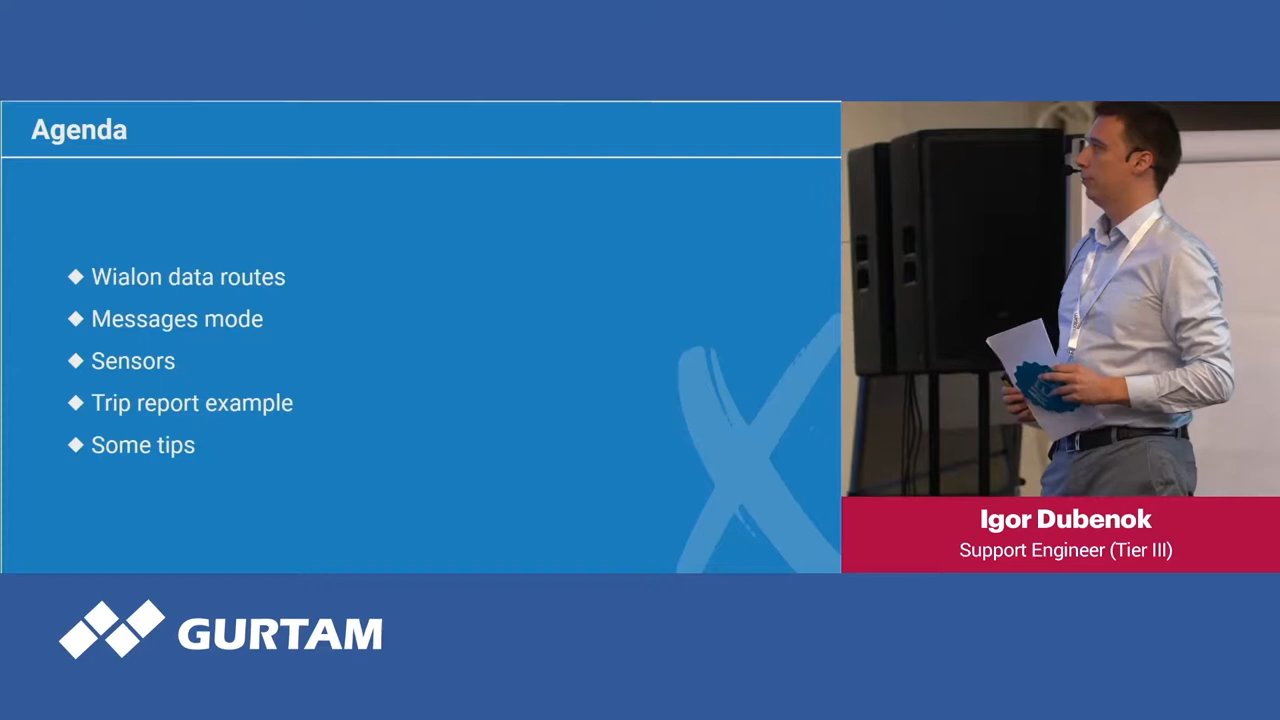 Agenda
Wialon data routes
Messages mode
Sensors
Trip report example
Some tips
Igor Dubenok
Support Engineer (Tier III)
GURTAM